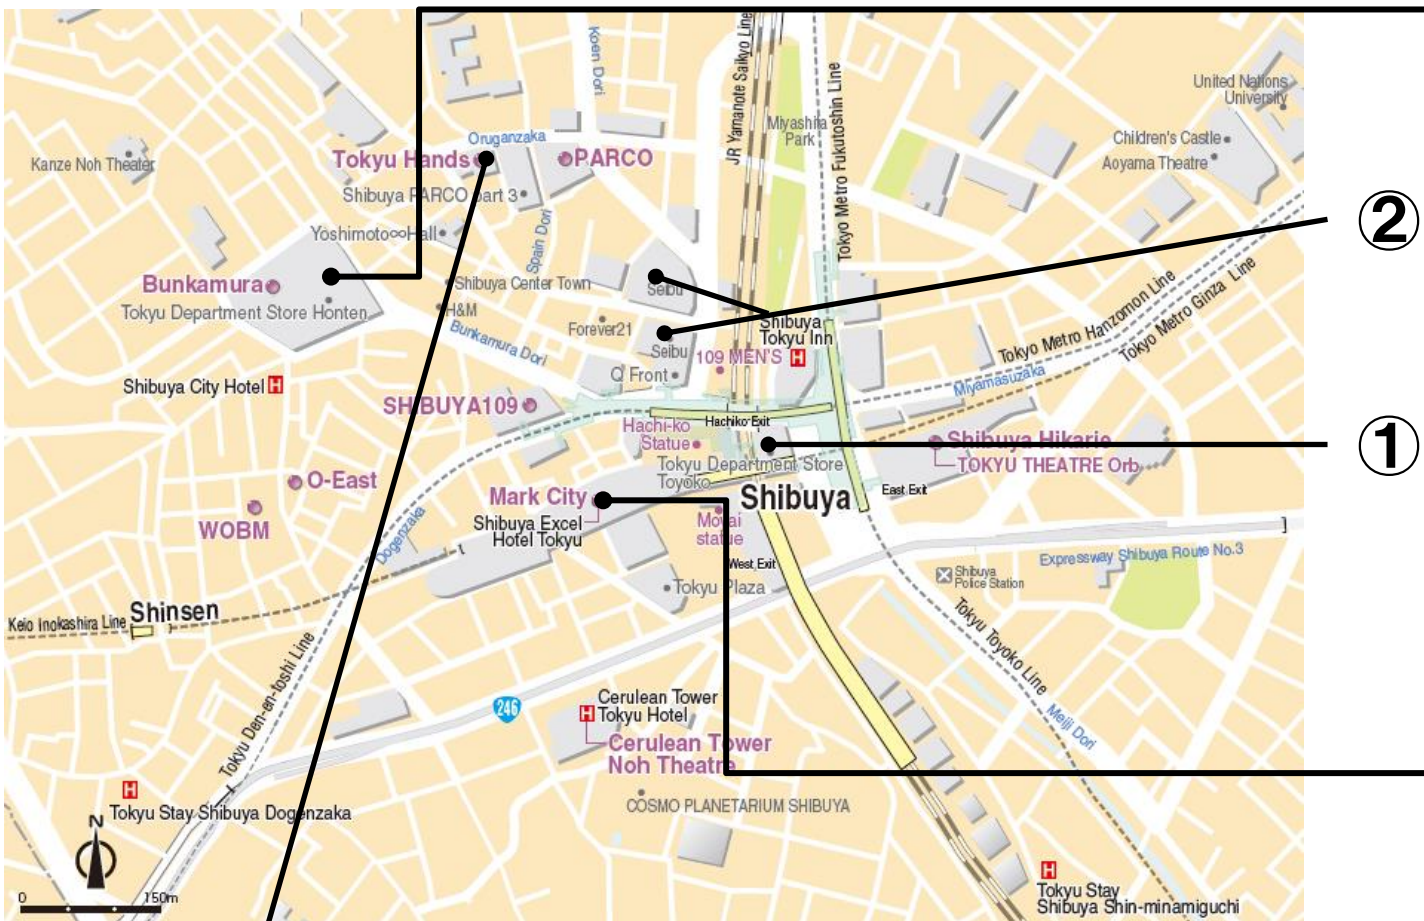 Koen Dori
JR Yamanote Saikyo Line
Tokyo Metro Fukutoshin Line
Miyashita
Park
United Nations
University
Children's Castle
Aoyama Theatre
Kanze Noh Theater
Oruganzaka
Tokyu Hands
PARCO
Shibuya PARCO part 3
Yoshimoto∞Hall
Spain Dori
②
Bunkamura
Tokyu Department Store Honten
Shibuya Center Town
H&M
Seibu
Forever21
Bunkamura Dori
Seibu
Shibuya
Tokyu Inn
109 MEN'S
H
Q Front
Tokyo Metro Hanzomon Line
Tokyo Metro Ginza Line
Miyamasuzaka
Shibuya City Hotel H
SHIBUYA109
Hachiko Exit
Hachi-ko
Statue
Tokyu Department Store
Toyoko
Shibuya Hikarie
TOKYU THEATRE Orb
①
O-East
WOBM
Mark City
Shibuya Excel
Hotel Tokyu
Dogenzaka
Shibuya
East Exit
Moyai
statue
West Exit
Tokyu Plaza
Shibuya
Police Station
Expressway Shibuya Route No.3
Keio Inokashira Line
Shinsen
Tokyu Den-en-toshi Line
Tokyu Toyoko Line
Meiji Dori
246
H
Cerulean Tower
Tokyu Hotel
Cerulean Tower
Noh Theatre
COSMO PLANETARIUM SHIBUYA
H
Tokyu Stay Shibuya Dogenzaka
N
0
150m
H
Tokyu Stay
Shibuya Shin-minamiguchi